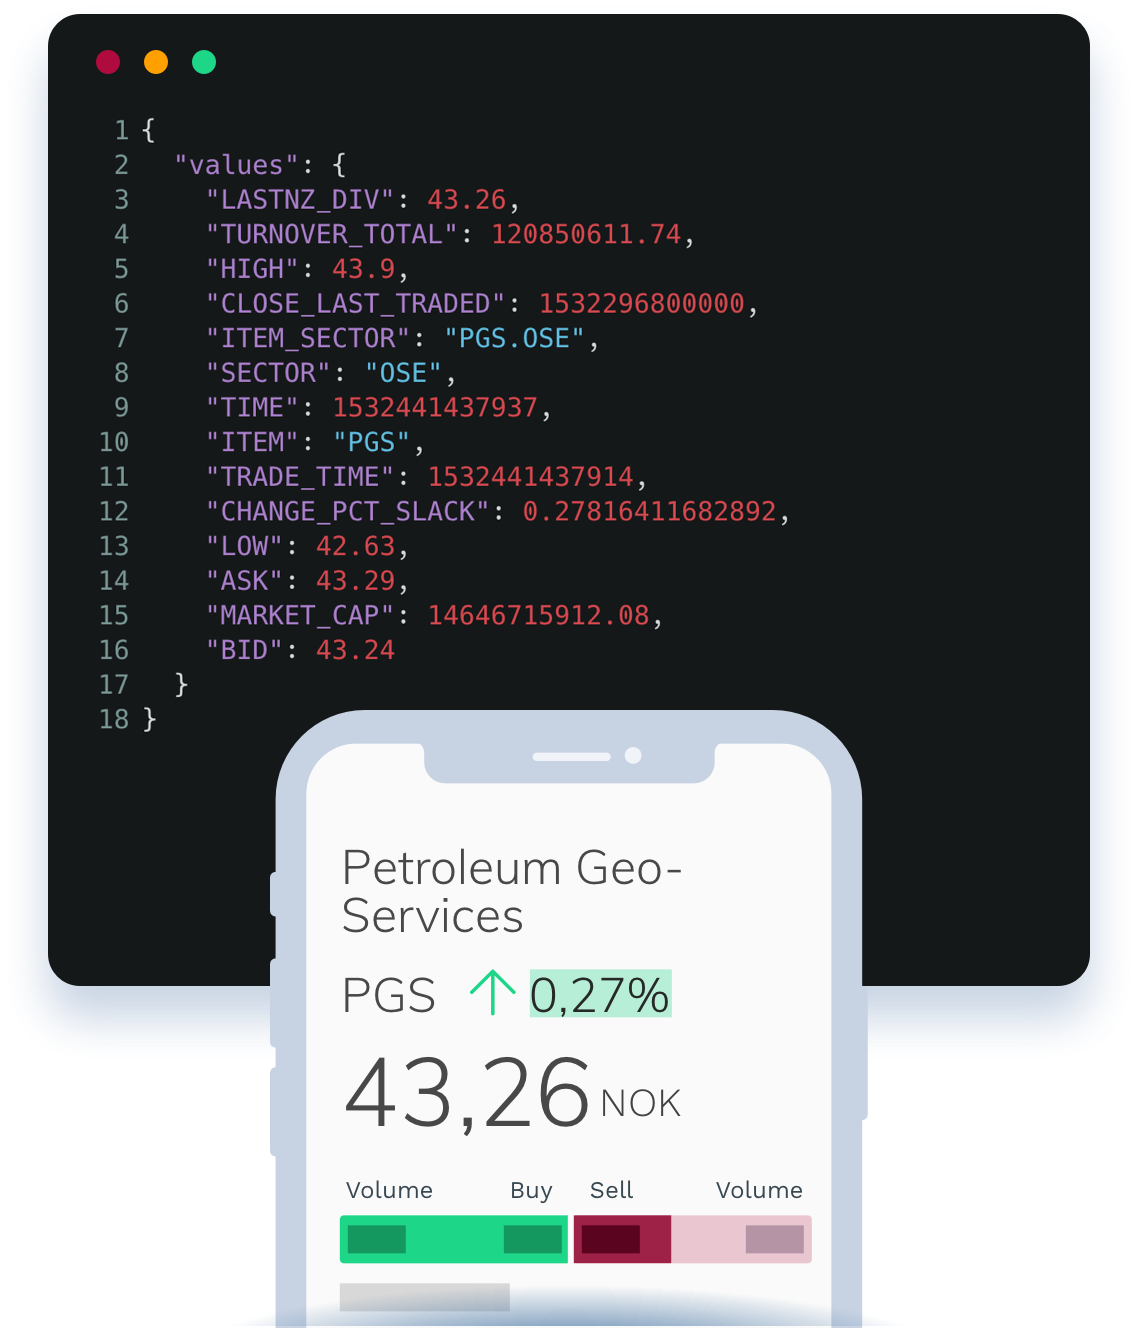 1 {
2 "values": {
3 "LASTNZ_DIV": 43.26,
4 "TURNOVER_TOTAL": 120850611.74,
5 "HIGH": 43.9,
6 "CLOSE_LAST_TRADED": 1532296800000,
7 "ITEM_SECTOR": "PGS.OSE",
8 "SECTOR": "OSE",
9 "TIME": 1532441437937,
10 "ITEM": "PGS",
11 "TRADE_TIME": 1532441437914,
12 "CHANGE_PCT_SLACK": 0.27816411682892,
13 "LOW": 42.63,
14 "ASK": 43.29,
15 "MARKET_CAP": 14646715912.08,
16 "BID": 43.24
17 }
18 }
Petroleum Geo-
Services
PGS 0,27%
43,26 NOK
Volume Buy Sell Volume